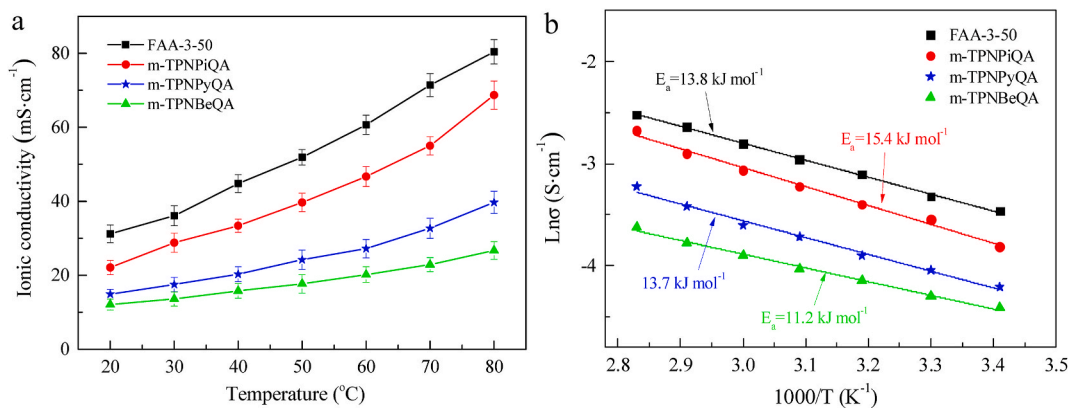 a
Ionic conductivity (mS·cm⁻¹)
80
60
40
20
0
FAA-3-50
m-TPNPiQA
m-TPNPyQA
m-TPNBeQA
20 30 40 50 60 70 80
Temperature (°C)
b
Lnσ (S·cm⁻¹)
-2
-3
-4
FAA-3-50
m-TPNPiQA
m-TPNPyQA
m-TPNBeQA
Eₐ=13.8 kJ mol⁻¹
Eₐ=15.4 kJ mol⁻¹
13.7 kJ mol⁻¹
Eₐ=11.2 kJ mol⁻¹
2.8 2.9 3.0 3.1 3.2 3.3 3.4 3.5
1000/T (K⁻¹)